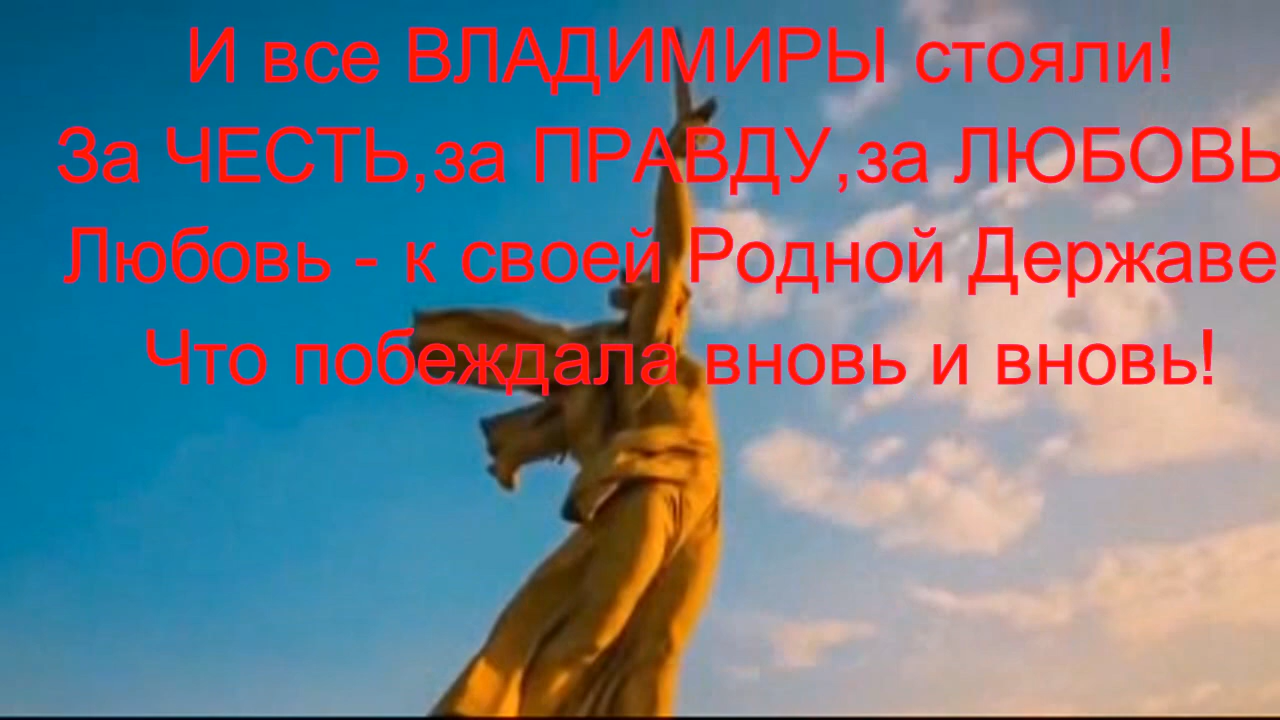 И все ВЛАДИМИРЫ стояли!
За ЧЕСТЬ,за ПРАВДУ,за ЛЮБОВЬ
Любовь - к своей Родной Державе
Что побеждала вновь и вновь!